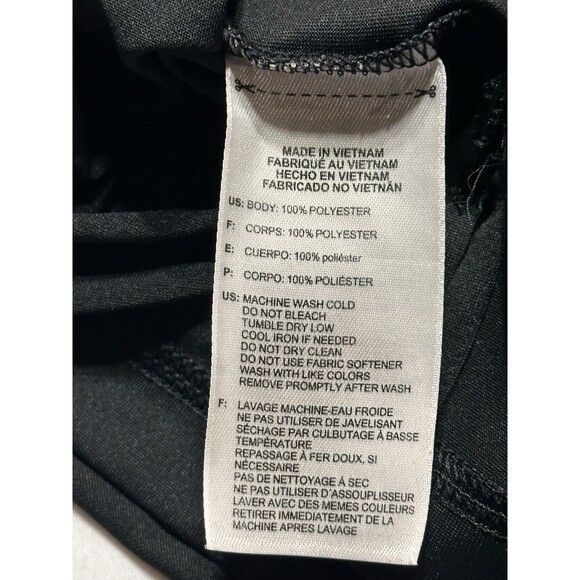 MADE IN VIETNAM
FABRIQUÉ AU VIETNAM
HECHO EN VIETNAM
FABRICADO NO VIETNÃN
US: BODY: 100% POLYESTER
F: CORPS: 100% POLYESTER
E: CUERPO: 100% poliéster
P: CORPO: 100% POLIÉSTER
US: MACHINE WASH COLD
DO NOT BLEACH
TUMBLE DRY LOW
COOL IRON IF NEEDED
DO NOT DRY CLEAN
DO NOT USE FABRIC SOFTENER
WASH WITH LIKE COLORS
REMOVE PROMPTLY AFTER WASH
F: LAVAGE MACHINE-EAU FROIDE
NE PAS UTILISER DE JAVELISANT
SÉCHAGE PAR CULBUTAGE À BASSE
TEMPÉRATURE
REPASSAGE À FER DOUX, SI
NÉCESSAIRE
PAS DE NETTOYAGE À SEC
NE PAS UTILISER D'ASSOUPLISSEUR
LAVER AVEC DES MEMES COULEURS
RETIRER IMMEDIATEMENT DE LA
MACHINE APRES LAVAGE